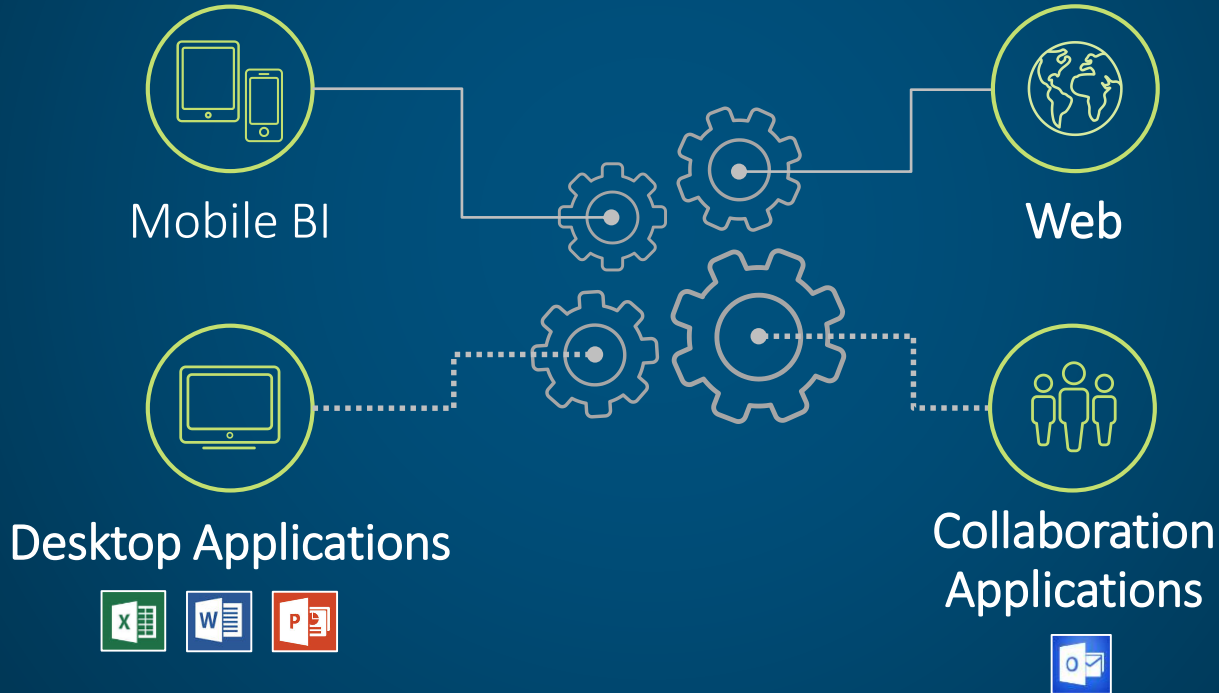 Mobile BI
Web
Desktop Applications
Collaboration
Applications
X
W
P
O